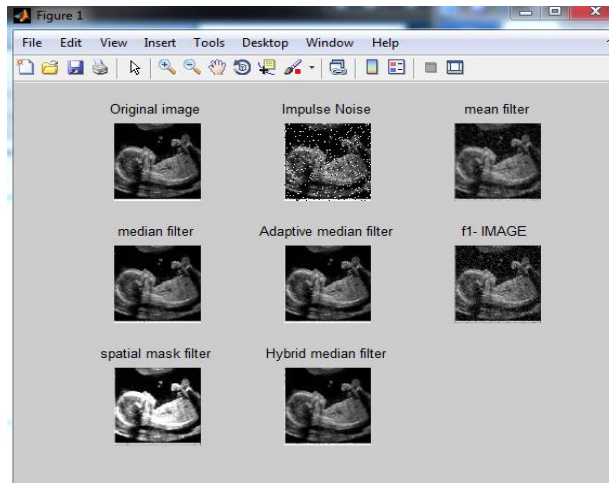 Figure 1
File Edit View Insert Tools Desktop Window Help
Original image Impulse Noise mean filter
median filter Adaptive median filter f1- IMAGE
spatial mask filter Hybrid median filter